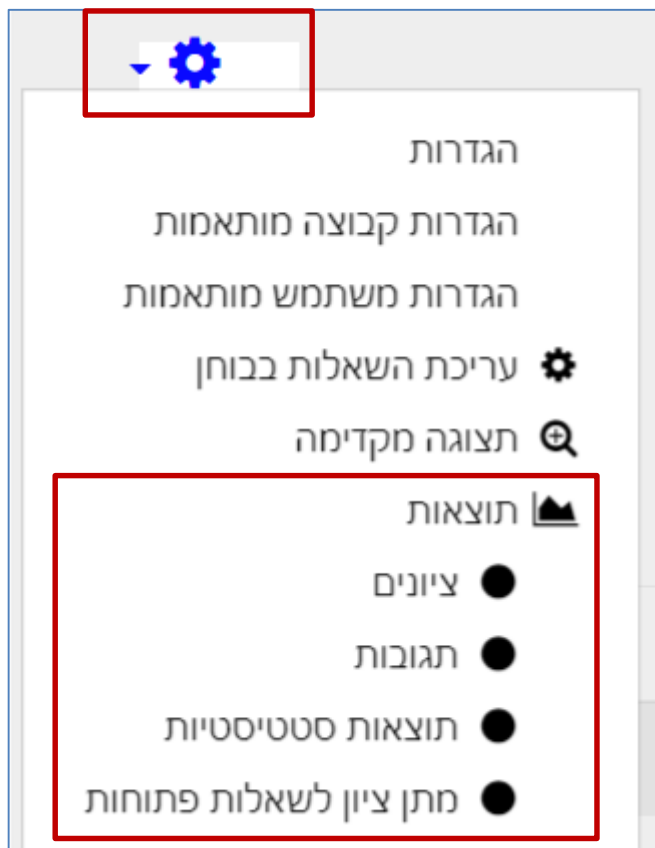 הגדרות
הגדרות קבוצה מותאמות
הגדרות משתמש מותאמות
עריכת השאלות בבוחן
תצוגה מקדימה
תוצאות
ציונים
תגובות
תוצאות סטטיסטיות
מתן ציון לשאלות פתוחות